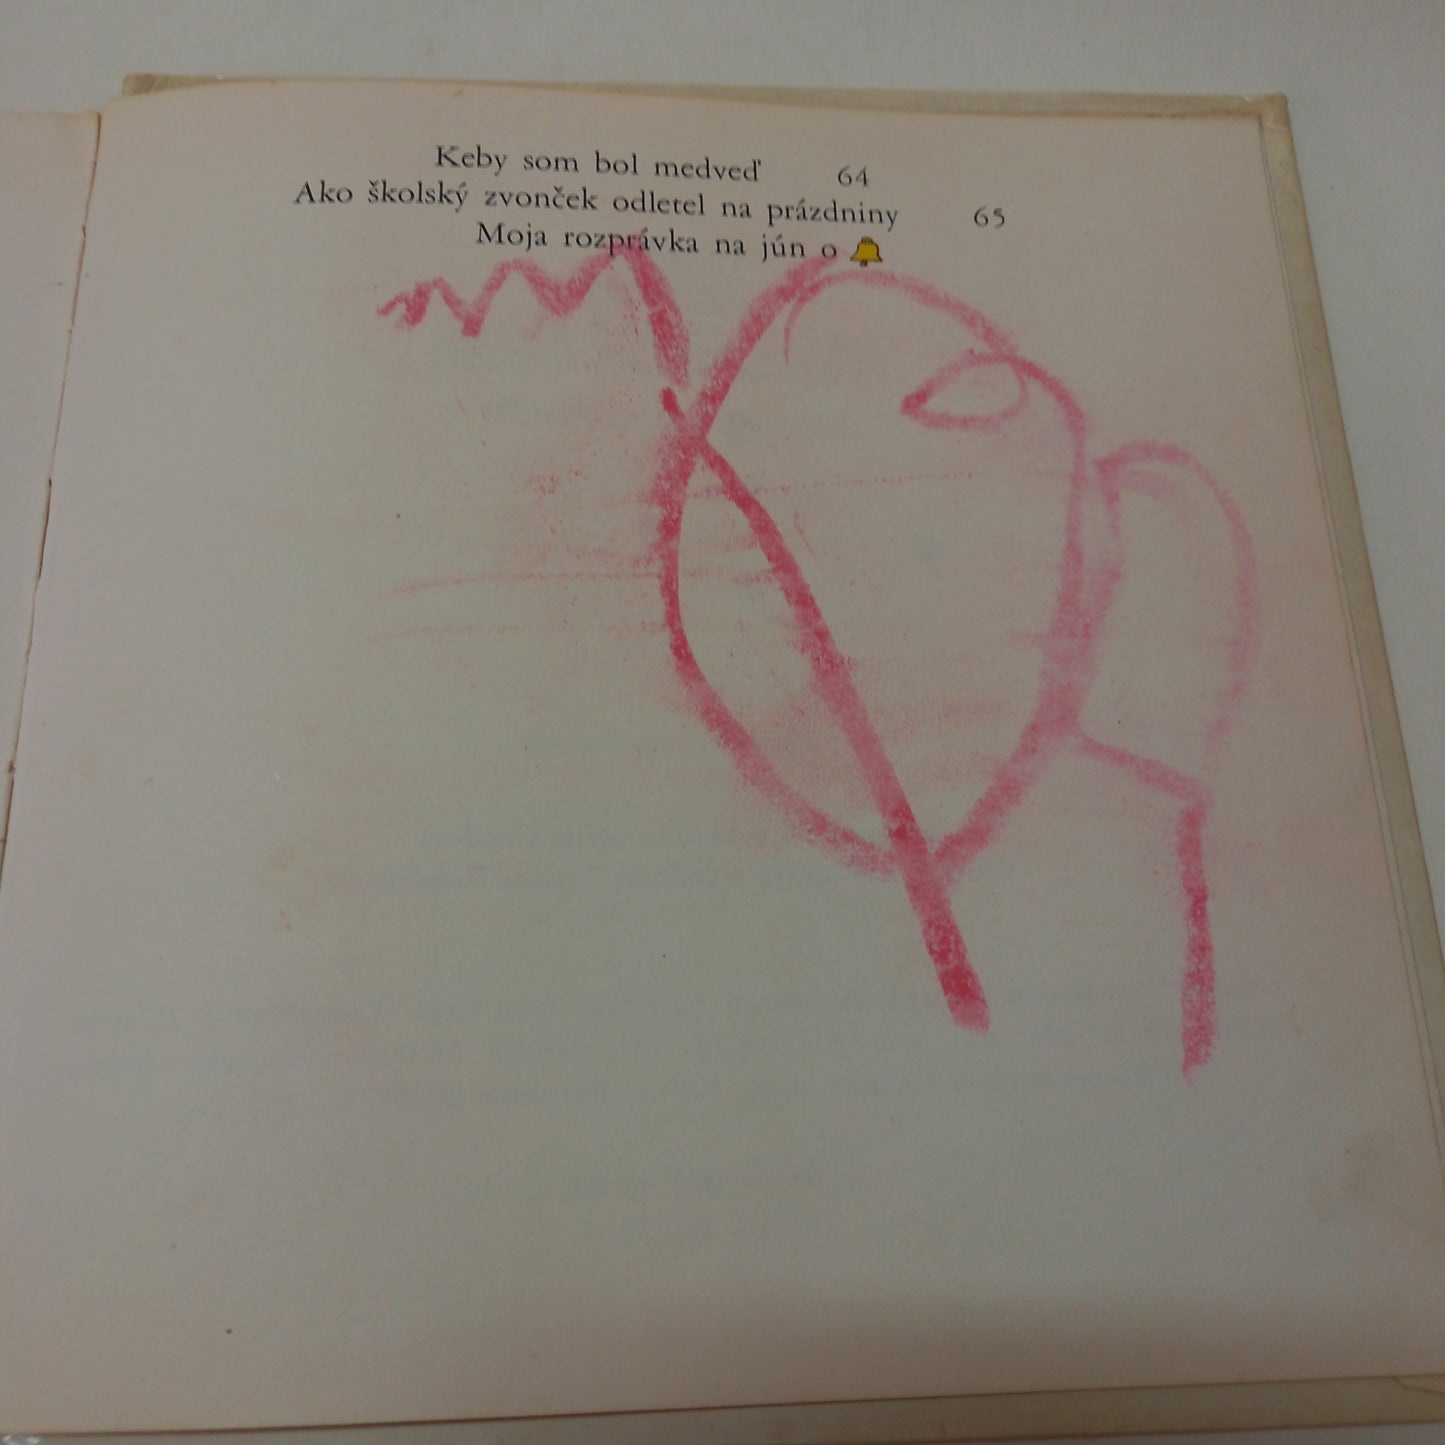 Keby som bol medveď 64
Ako školský zvonček odletel na prázdniny 65
Moja rozprávka na jún o 🔔